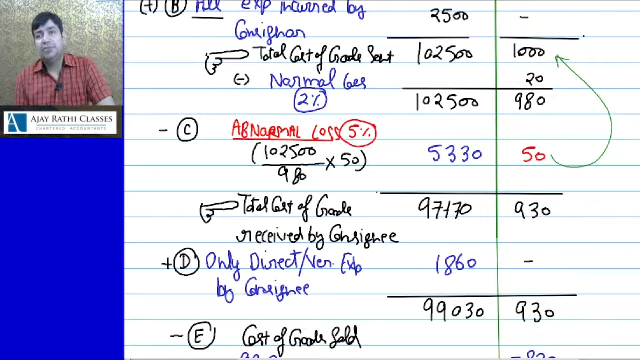 (+) (B) All Exp incurred by 2500 -
Consignor
Total Cost of Goods Sent 102500 1000
(-) Normal Loss 20
2% 102500 980
- (C) ABNORMAL LOSS 5%
(102500/980 × 50) 5330 50
Total Cost of Goods 97170 930
received by Consignee
+ (D) Only Direct/Var. Exp 1860 -
by Consignee
99030 930
- (E) Cost of Goods Sold
AJAY RATHI CLASSES
CHARTERED ACCOUNTANTS